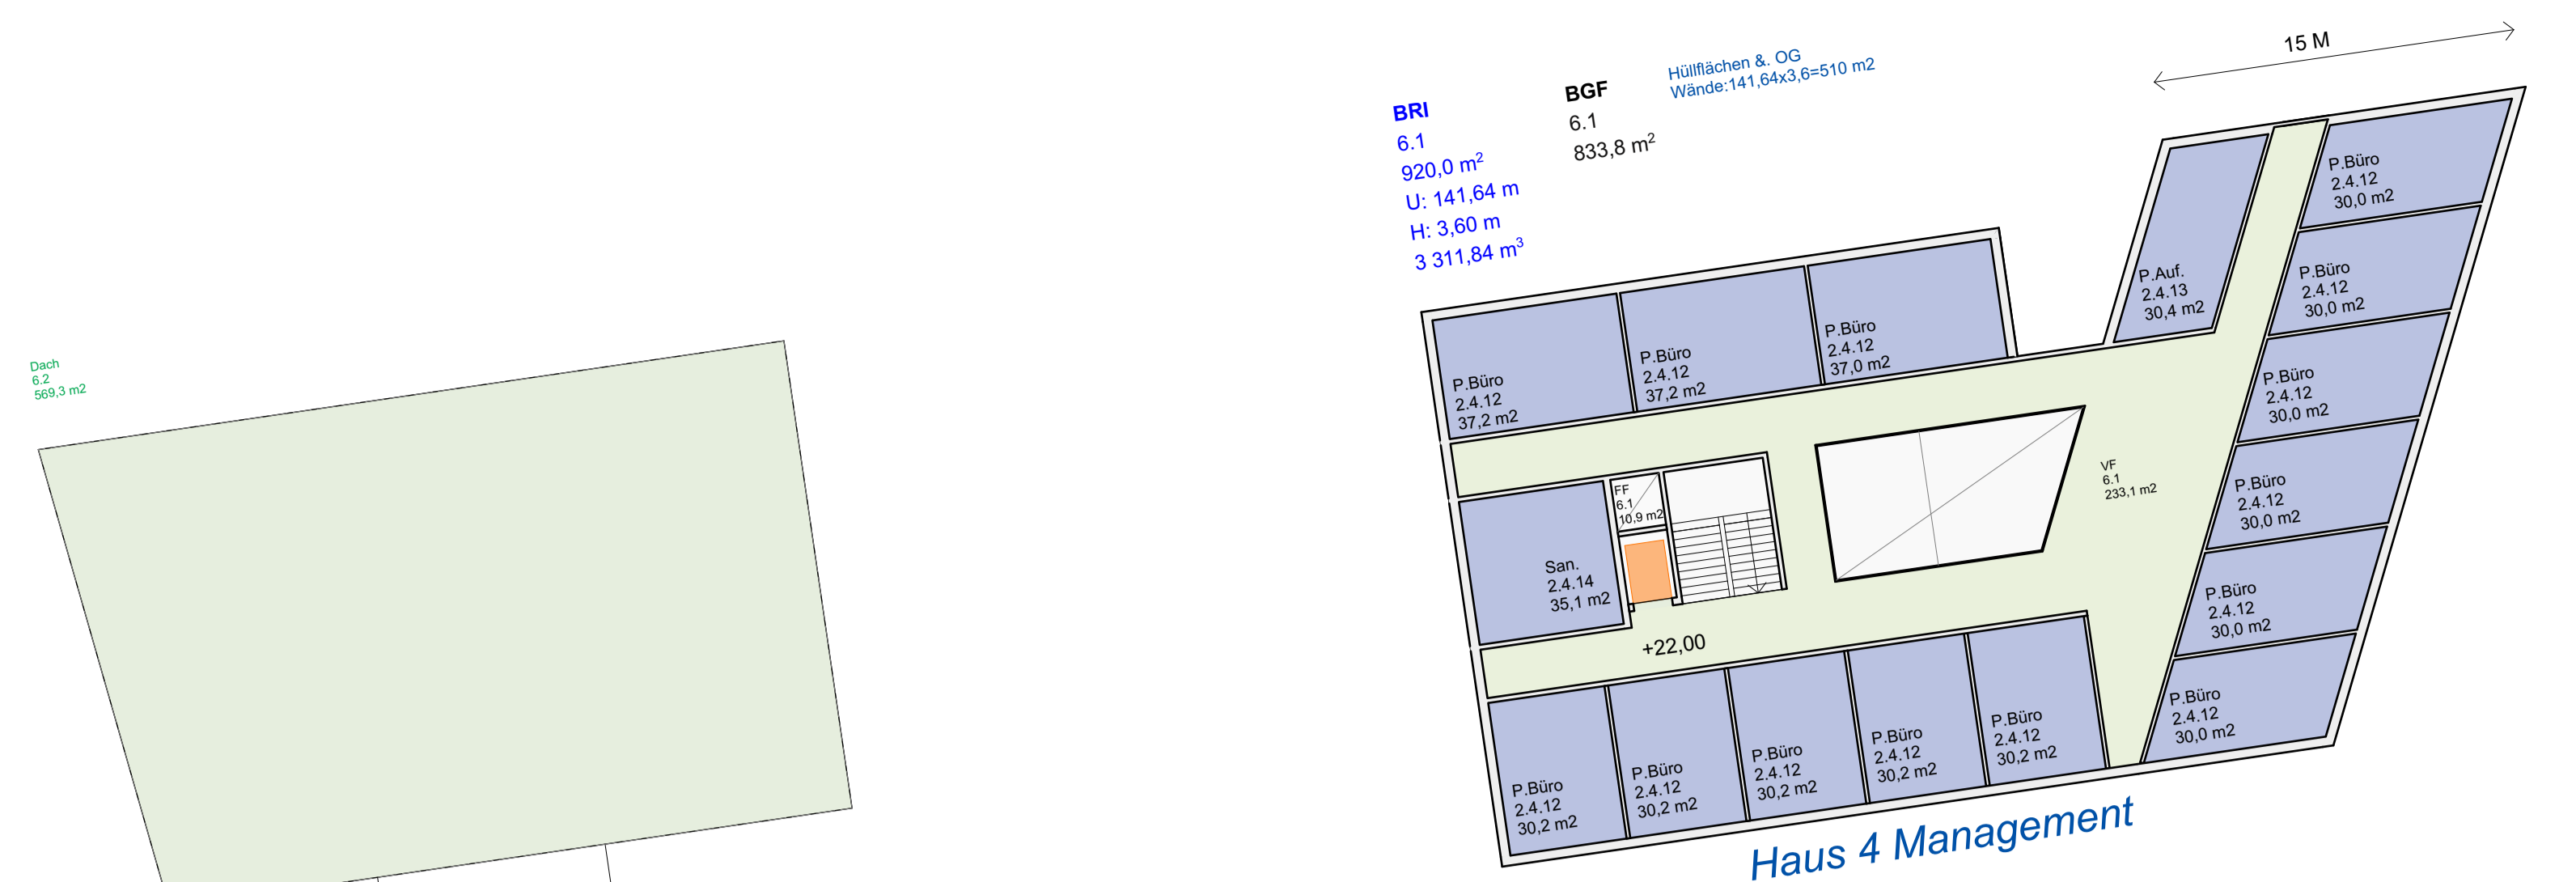 15 M
Hüllflächen &. OG
Wände:141,64x3,6=510 m2
BRI
6.1
920,0 m²
U: 141,64 m
H: 3,60 m
3 311,84 m³
BGF
6.1
833,8 m²
Dach
6.2
569,3 m2
P.Büro
2.4.12
37,2 m2
P.Büro
2.4.12
37,2 m2
P.Büro
2.4.12
37,0 m2
P.Auf.
2.4.13
30,4 m2
P.Büro
2.4.12
30,0 m2
P.Büro
2.4.12
30,0 m2
P.Büro
2.4.12
30,0 m2
P.Büro
2.4.12
30,0 m2
P.Büro
2.4.12
30,0 m2
P.Büro
2.4.12
30,0 m2
VF
6.1
233,1 m2
FF
6.1
10,9 m2
San.
2.4.14
35,1 m2
+22,00
P.Büro
2.4.12
30,2 m2
P.Büro
2.4.12
30,2 m2
P.Büro
2.4.12
30,2 m2
P.Büro
2.4.12
30,2 m2
P.Büro
2.4.12
30,2 m2
Haus 4 Management